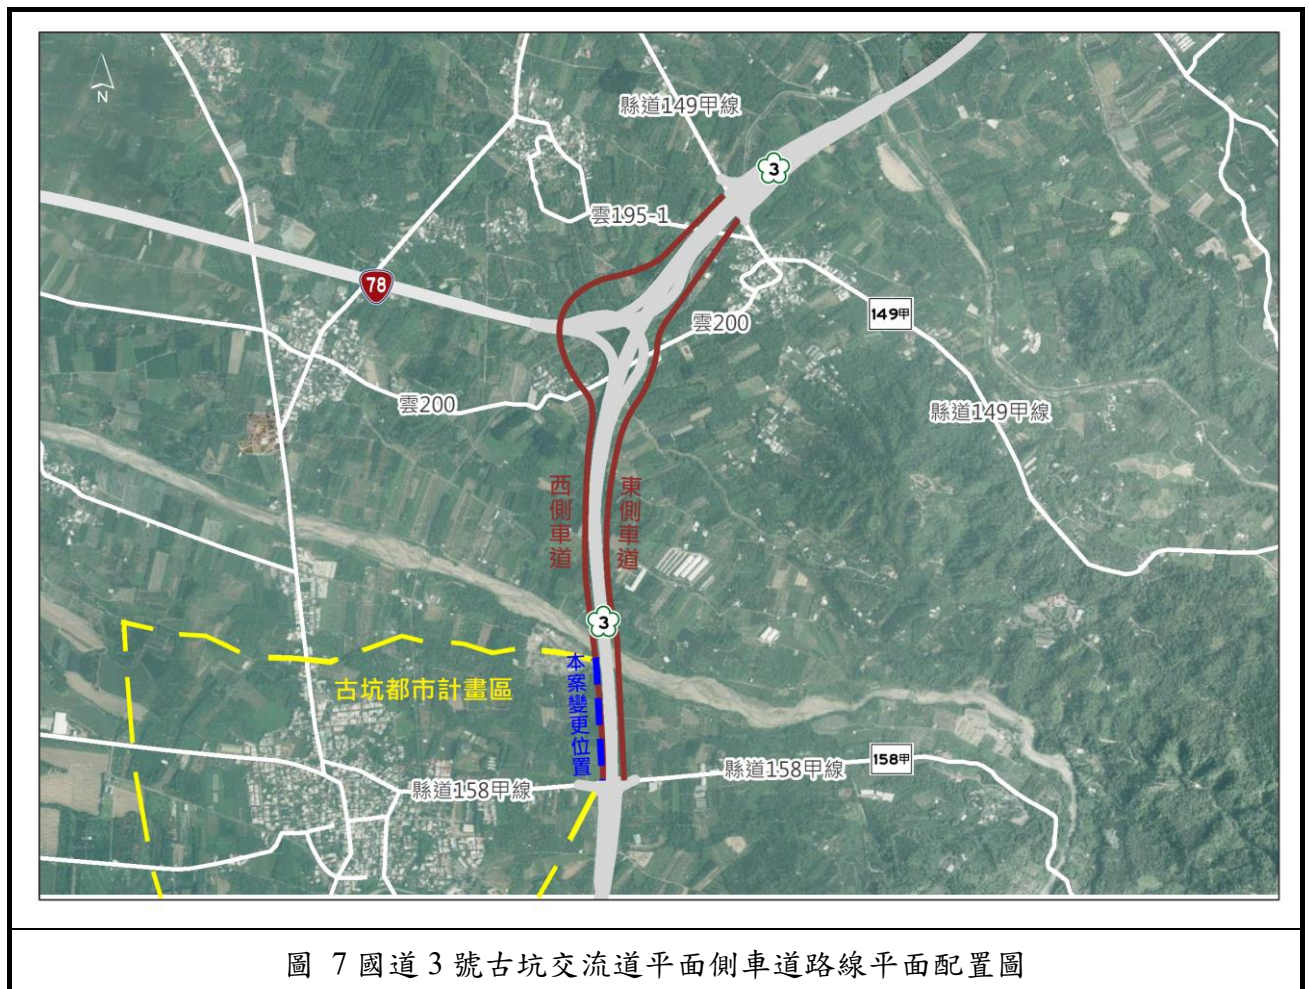 N
縣道149甲線
3
雲195-1
78
雲200
149甲
縣道149甲線
雲200
西側車道
東側車道
3
本案變更位置
古坑都市計畫區
158甲
縣道158甲線
縣道158甲線
圖 7 國道 3 號古坑交流道平面側車道路線平面配置圖